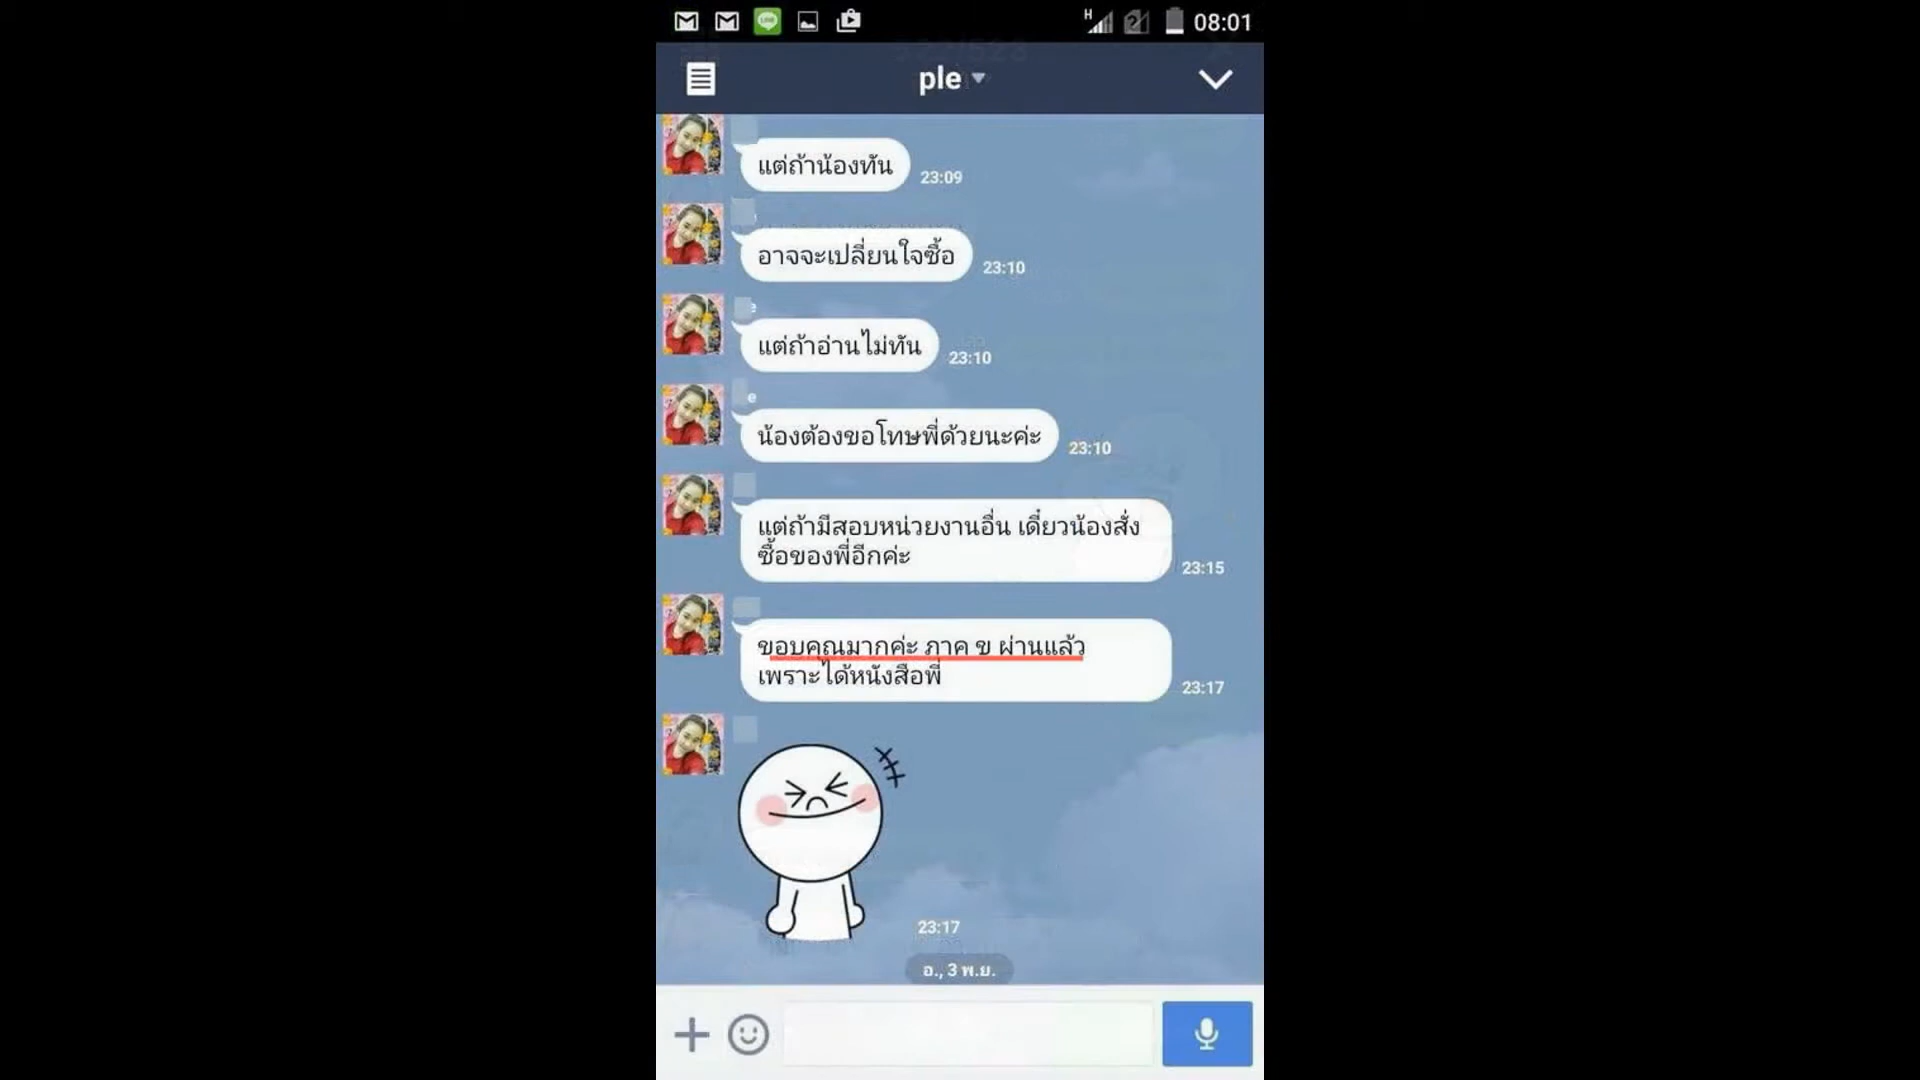 LINE
H
08:01
ple
แต่ถ้าน้องทัน
23:09
อาจจะเปลี่ยนใจซื้อ
23:10
e
แต่ถ้าอ่านไม่ทัน
23:10
e
น้องต้องขอโทษพี่ด้วยนะค่ะ
23:10
แต่ถ้ามีสอบหน่วยงานอื่น เดี๋ยวน้องสั่ง
ซื้อของพี่อีกค่ะ
23:15
ขอบคุณมากค่ะ ภาค ข ผ่านแล้ว
เพราะได้หนังสือพี่
23:17
23:17
อ., 3 พ.ย.